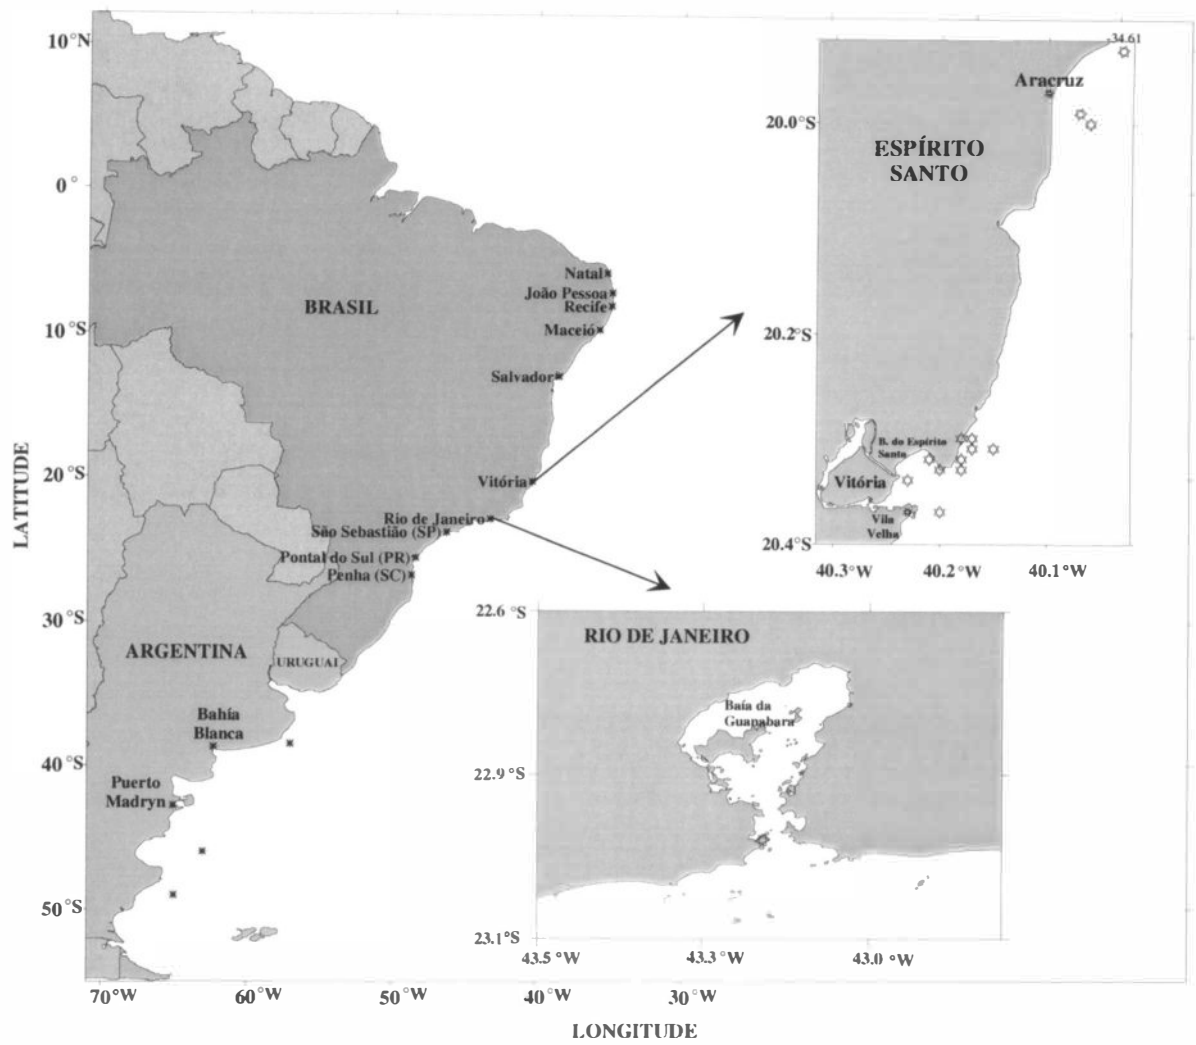 10°N
0°
10°S
20°S
30°S
40°S
50°S
LATITUDE
70°W
60°W
50°W
40°W
30°W
LONGITUDE
BRASIL
Natal
João Pessoa
Recife
Maceió
Salvador
Vitória
Rio de Janeiro
São Sebastião (SP)
Pontal do Sul (PR)
Penha (SC)
ARGENTINA
URUGUAI
Bahía
Blanca
Puerto
Madryn
-34.61
Aracruz
20.0°S
ESPÍRITO
SANTO
20.2°S
B. do Espírito
Santo
Vitória
Vila
Velha
20.4°S
40.3°W
40.2°W
40.1°W
22.6°S
RIO DE JANEIRO
Baía da
Guanabara
22.9°S
23.1°S
43.5°W
43.3°W
43.0°W